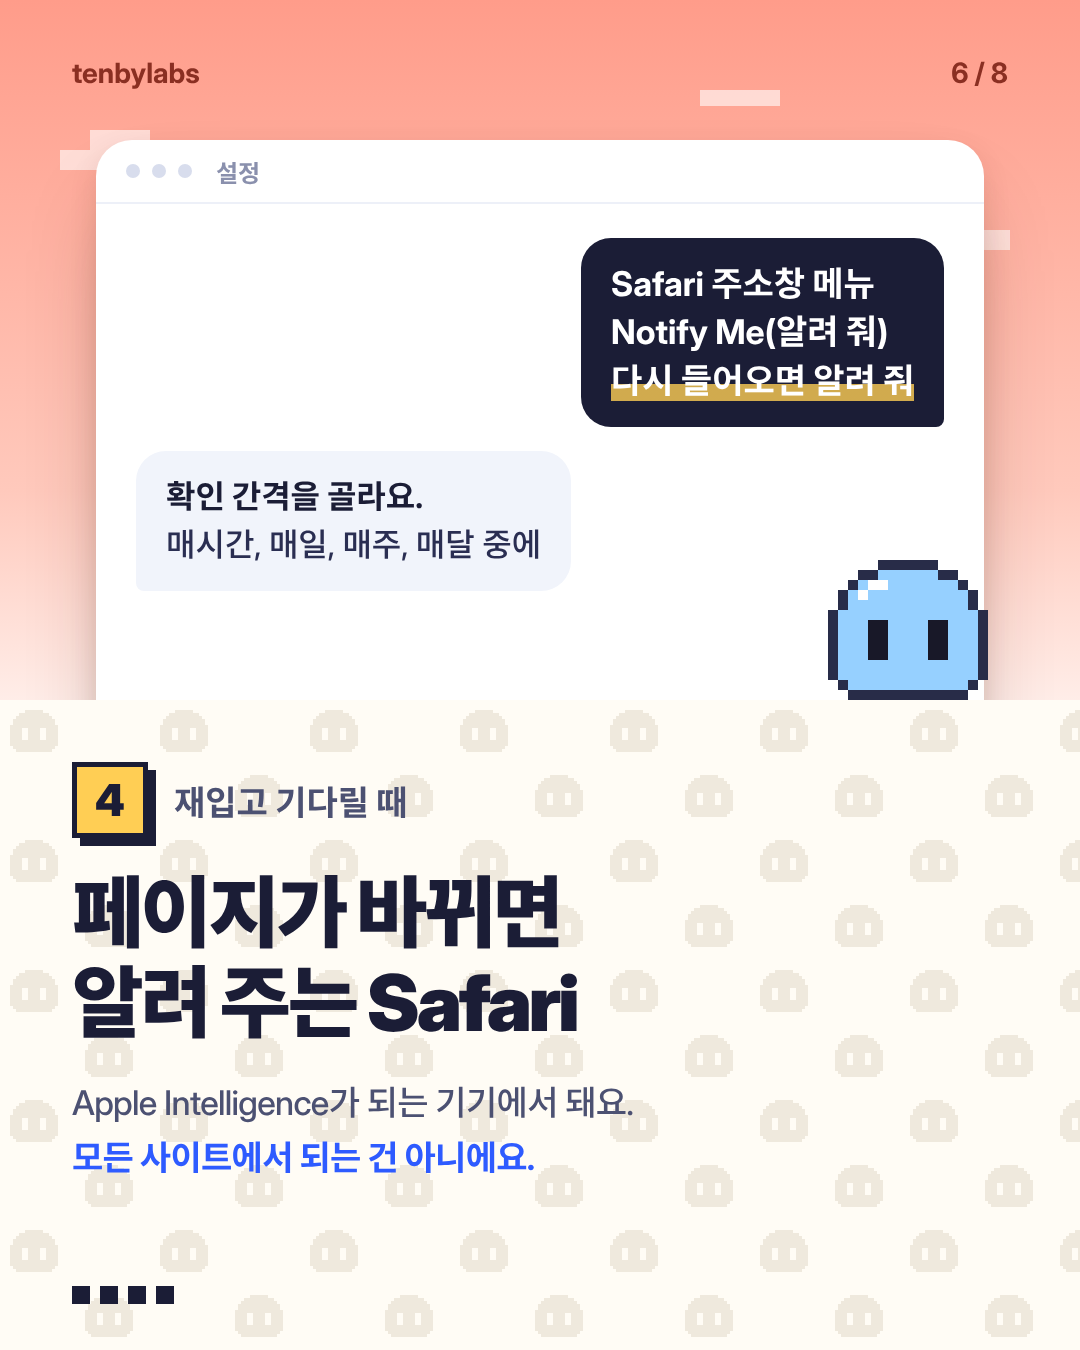 tenbylabs
6 / 8
설정
Safari 주소창 메뉴
Notify Me(알려 줘)
다시 들어오면 알려 줘
확인 간격을 골라요.
매시간, 매일, 매주, 매달 중에
4
재입고 기다릴 때
페이지가 바뀌면
알려 주는 Safari
Apple Intelligence가 되는 기기에서 돼요.
모든 사이트에서 되는 건 아니에요.